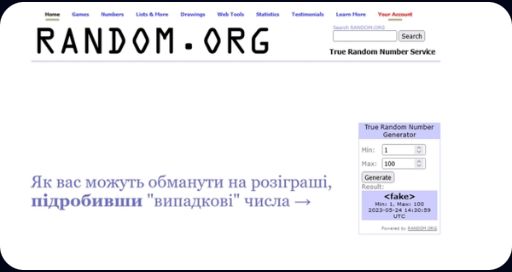 Home Games Numbers Lists & More Drawings Web Tools Statistics Testimonials Learn More Your Account
Search RANDOM.ORG
RANDOM.ORG
Search
True Random Number Service
True Random Number
Generator
Min: 1
Max: 100
Generate
Result:
<fake>
Min: 1, Max: 100
2023-05-24 14:30:59
UTC
Powered by RANDOM.ORG
Як вас можуть обманути на розіграші,
підробивши "випадкові" числа →